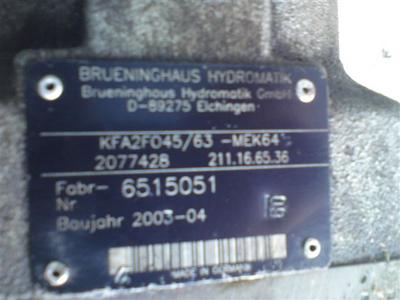 BRUENINGHAUS HYDROMATIK
Brueninghaus Hydromatik GmbH
D-89275 Elchingen
KFA2FO45/63 -MEK64
2077428 211.16.65.36
Fabr- 6515051
Nr
Baujahr 2003-04
MADE IN GERMANY